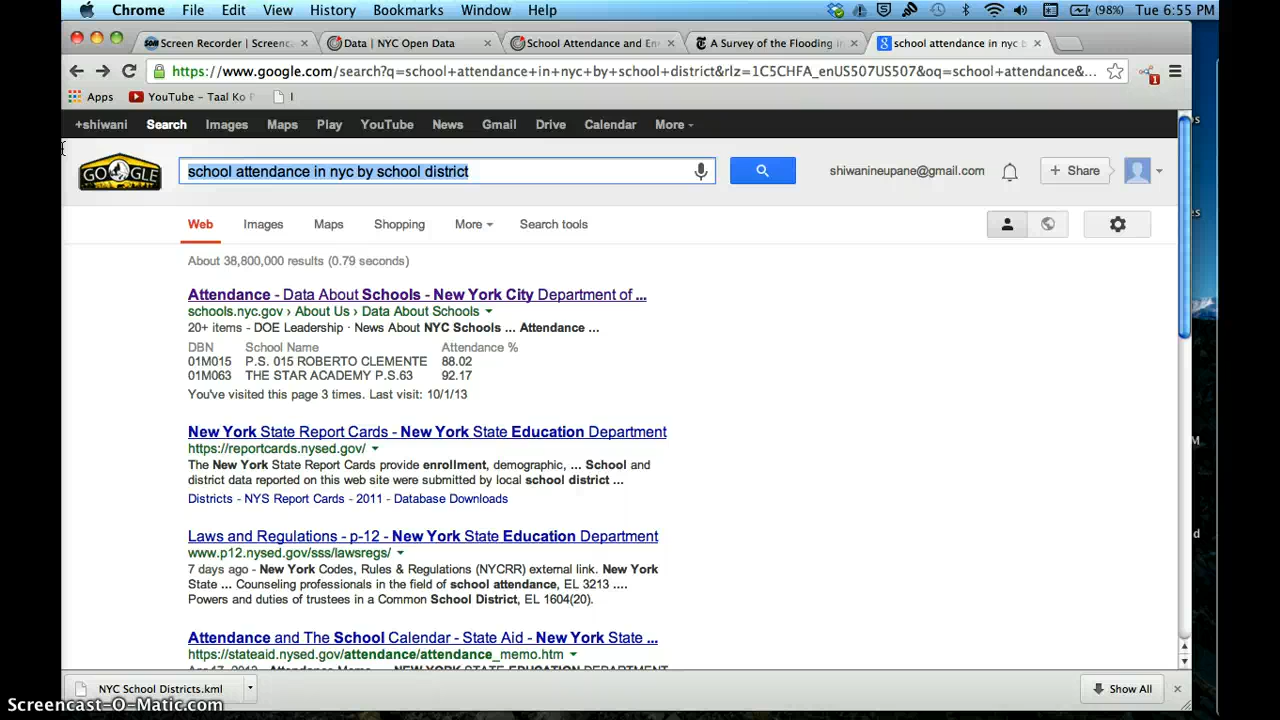 Chrome File Edit View History Bookmarks Window Help (98%) Tue 6:55 PM
Screen Recorder | Screenc × Data | NYC Open Data × School Attendance and En × A Survey of the Flooding in × school attendance in nyc b ×
https://www.google.com/search?q=school+attendance+in+nyc+by+school+district&rlz=1C5CHFA_enUS507US507&oq=school+attendance&... 1
Apps YouTube - Taal Ko P
+shiwani Search Images Maps Play YouTube News Gmail Drive Calendar More
GOOGLE school attendance in nyc by school district shiwanineupane@gmail.com + Share
Web Images Maps Shopping More Search tools
About 38,800,000 results (0.79 seconds)
Attendance - Data About Schools - New York City Department of ...
schools.nyc.gov › About Us › Data About Schools
20+ items - DOE Leadership · News About NYC Schools ... Attendance ...
DBN School Name Attendance %
01M015 P.S. 015 ROBERTO CLEMENTE 88.02
01M063 THE STAR ACADEMY P.S.63 92.17
You've visited this page 3 times. Last visit: 10/1/13
New York State Report Cards - New York State Education Department
https://reportcards.nysed.gov/
The New York State Report Cards provide enrollment, demographic, ... School and
district data reported on this web site were submitted by local school district ...
Districts - NYS Report Cards - 2011 - Database Downloads
Laws and Regulations - p-12 - New York State Education Department
www.p12.nysed.gov/sss/lawsregs/
7 days ago - New York Codes, Rules & Regulations (NYCRR) external link. New York
State ... Counseling professionals in the field of school attendance, EL 3213 ....
Powers and duties of trustees in a Common School District, EL 1604(20).
Attendance and The School Calendar - State Aid - New York State ...
https://stateaid.nysed.gov/attendance/attendance_memo.htm
NYC School Districts.kml Show All ×
Screencast-O-Matic.com